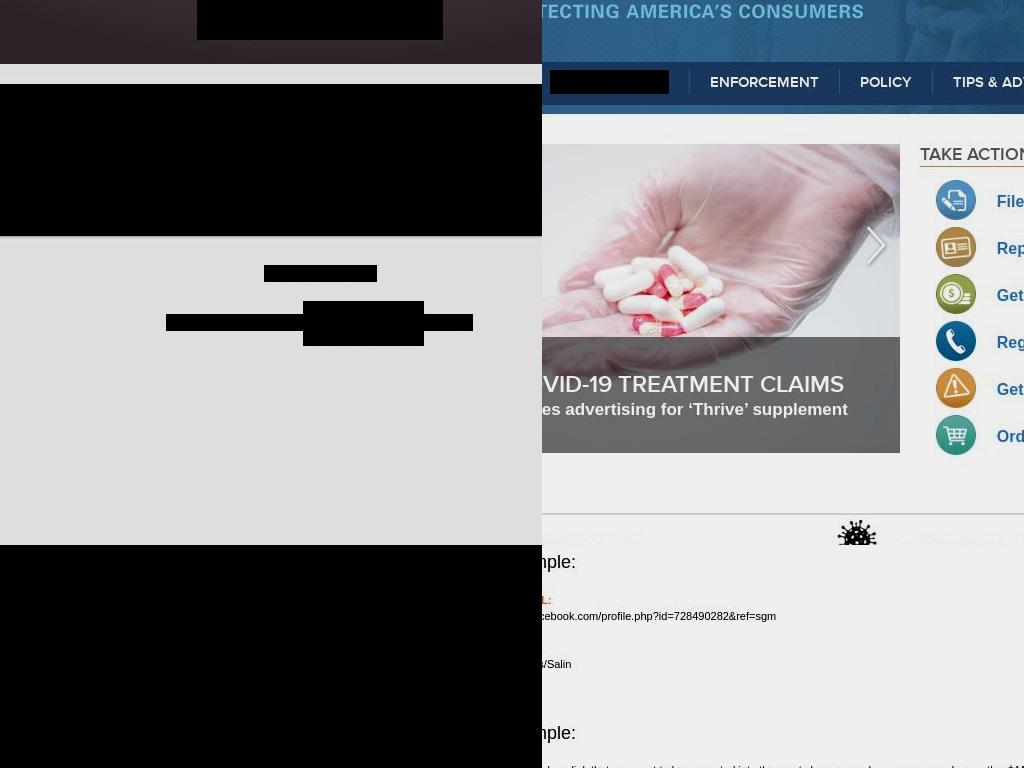 TECTING AMERICA'S CONSUMERS
ENFORCEMENT
POLICY
TIPS &
TAKE ACTION
File
Rep
Get
Reg
Get
Ord
VID-19 TREATMENT CLAIMS
es advertising for ‘Thrive’ supplement
mple:
L:
cebook.com/profile.php?id=728490282&ref=sgm
s/Salin
mple: